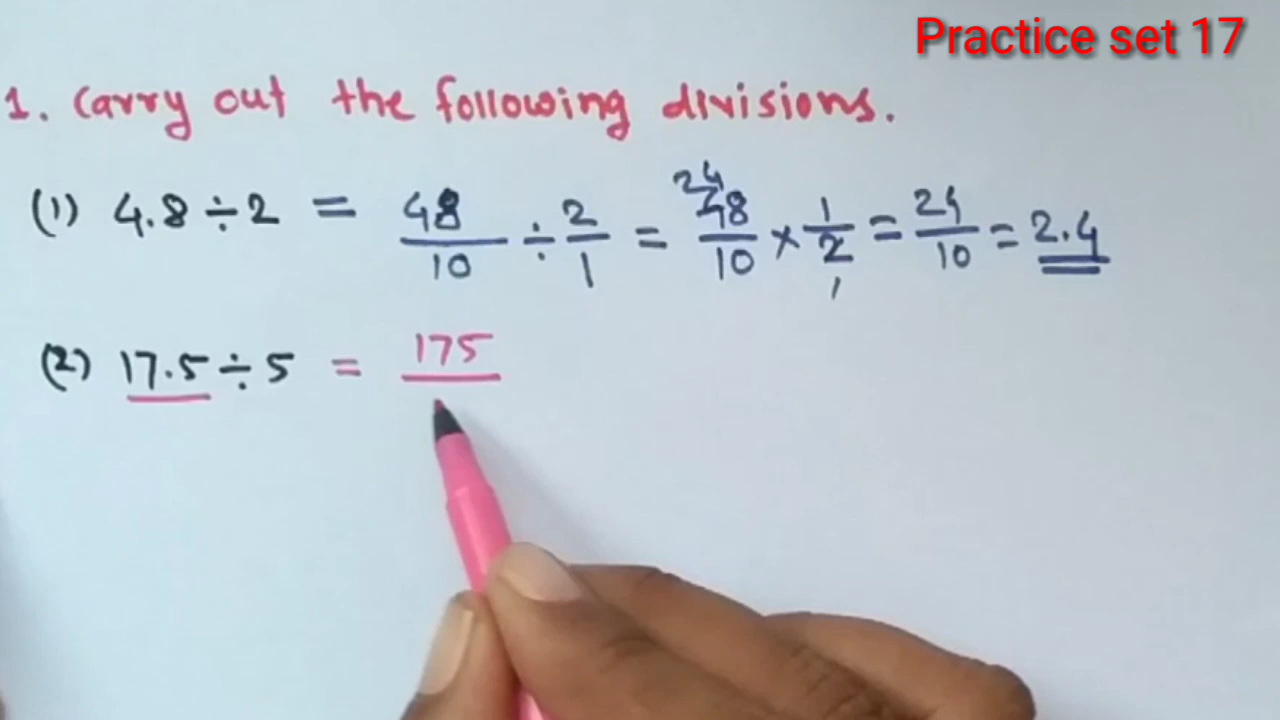 Practice set 17
1. Carry out the following divisions.
(1) 4.8 ÷ 2 = 48/10 ÷ 2/1 = 24 48/10 × 1/2 1 = 24/10 = 2.4
(2) 17.5 ÷ 5 = 175